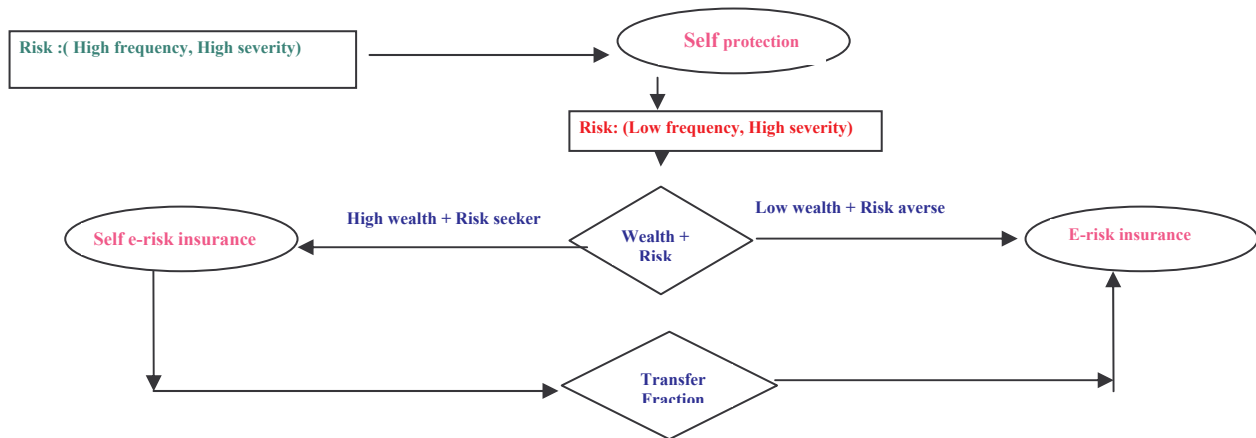 Risk :( High frequency, High severity)
Self protection
Risk: (Low frequency, High severity)
High wealth + Risk seeker
Low wealth + Risk averse
Self e-risk insurance
Wealth +
Risk
E-risk insurance
Transfer
Fraction